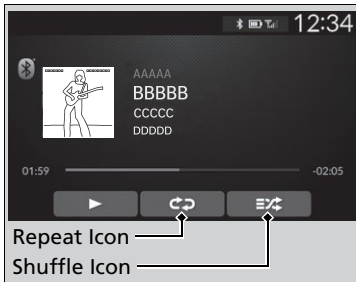 12:34
AAAAA
BBBBB
CCCCC
DDDDD
01:59
-02:05
Repeat Icon
Shuffle Icon